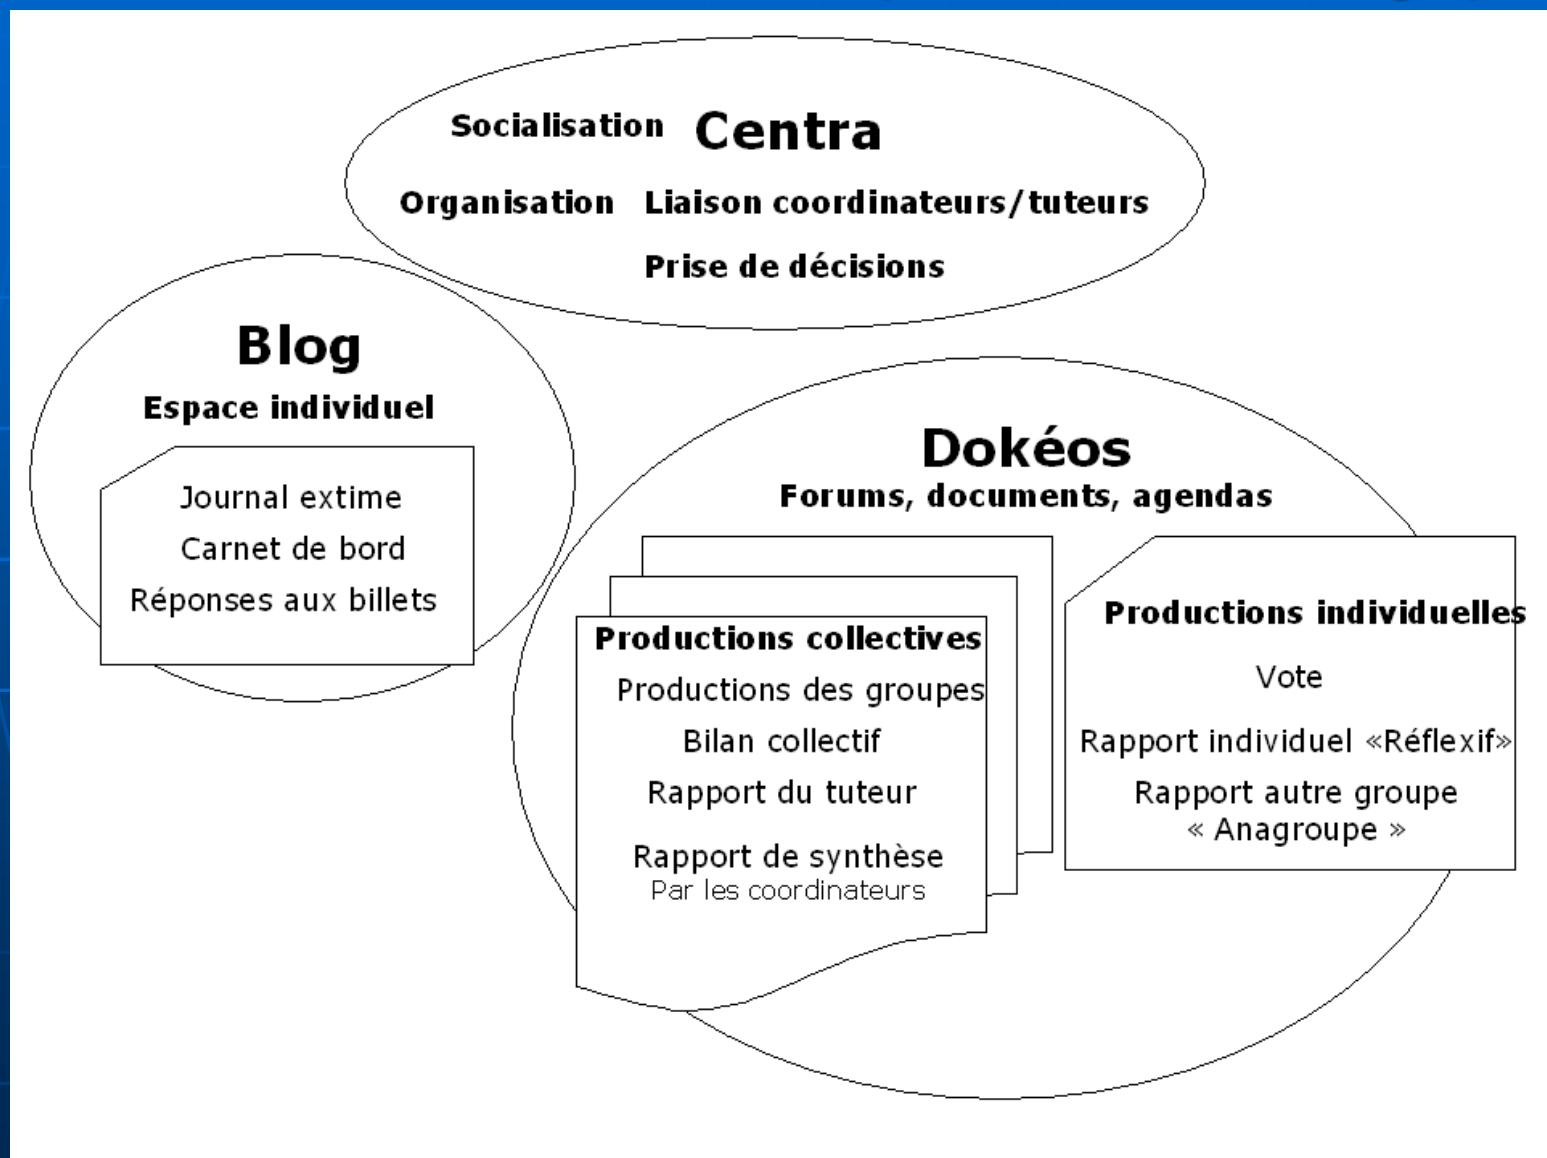 Socialisation Centra
Organisation Liaison coordinateurs/tuteurs
Prise de décisions
Blog
Espace individuel
Journal extime
Carnet de bord
Réponses aux billets
Dokéos
Forums, documents, agendas
Productions collectives
Productions des groupes
Bilan collectif
Rapport du tuteur
Rapport de synthèse
Par les coordinateurs
Productions individuelles
Vote
Rapport individuel «Réflexif»
Rapport autre groupe
« Anagroupe »